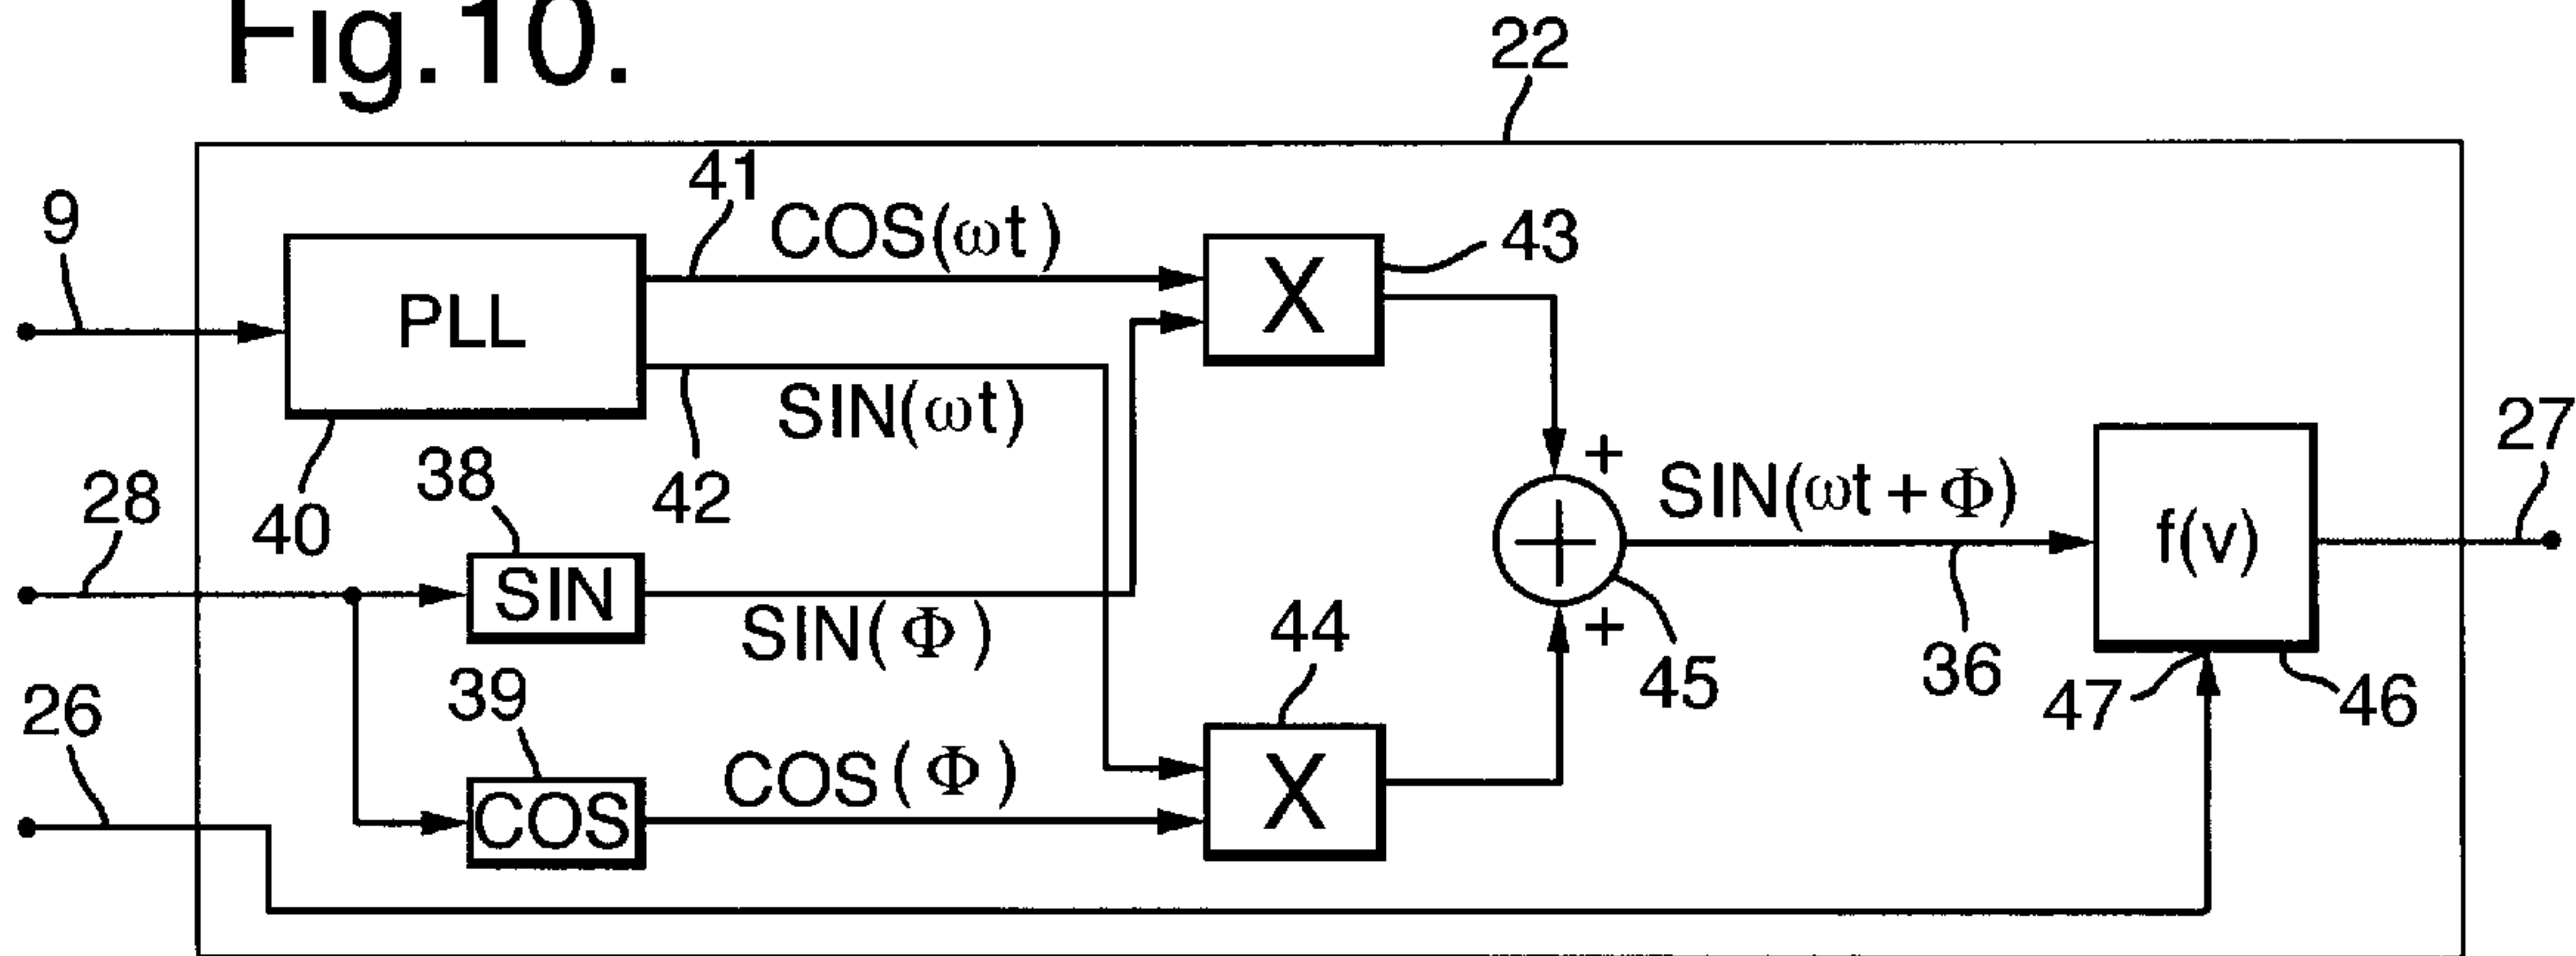 Fig.10.
22
41
COS(ωt)
9
43
PLL
X
SIN(ωt)
42
40
38
28
SIN
SIN(Φ)
+
SIN(ωt + Φ)
f(v)
27
+
45
36
47
46
44
39
26
COS
COS(Φ)
X